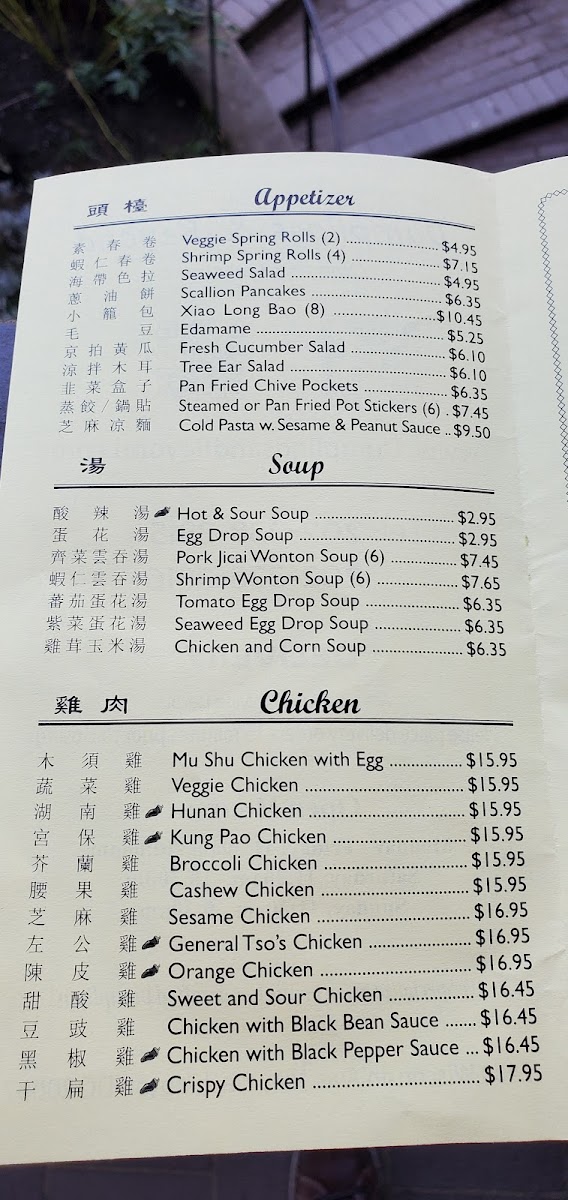 頭檯 Appetizer
素春卷 Veggie Spring Rolls (2) $4.95
蝦仁春卷 Shrimp Spring Rolls (4) $7.15
海帶色拉 Seaweed Salad $4.95
蔥油餅 Scallion Pancakes $6.35
小籠包 Xiao Long Bao (8) $10.45
毛豆 Edamame $5.25
京拍黃瓜 Fresh Cucumber Salad $6.10
涼拌木耳 Tree Ear Salad $6.10
韭菜盒子 Pan Fried Chive Pockets $6.35
蒸餃/鍋貼 Steamed or Pan Fried Pot Stickers (6) $7.45
芝麻凉麵 Cold Pasta w. Sesame & Peanut Sauce $9.50
湯 Soup
酸辣湯 Hot & Sour Soup $2.95
蛋花湯 Egg Drop Soup $2.95
齊菜雲吞湯 Pork Jicai Wonton Soup (6) $7.45
蝦仁雲吞湯 Shrimp Wonton Soup (6) $7.65
蕃茄蛋花湯 Tomato Egg Drop Soup $6.35
紫菜蛋花湯 Seaweed Egg Drop Soup $6.35
雞茸玉米湯 Chicken and Corn Soup $6.35
雞肉 Chicken
木須雞 Mu Shu Chicken with Egg $15.95
蔬菜雞 Veggie Chicken $15.95
湖南雞 Hunan Chicken $15.95
宮保雞 Kung Pao Chicken $15.95
芥蘭雞 Broccoli Chicken $15.95
腰果雞 Cashew Chicken $15.95
芝麻雞 Sesame Chicken $16.95
左公雞 General Tso's Chicken $16.95
陳皮雞 Orange Chicken $16.95
甜酸雞 Sweet and Sour Chicken $16.45
豆豉雞 Chicken with Black Bean Sauce $16.45
黑椒雞 Chicken with Black Pepper Sauce $16.45
干扁雞 Crispy Chicken $17.95